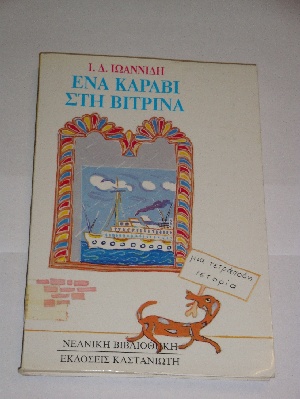 Ι. Δ. ΙΩΑΝΝΙΔΗ
ΕΝΑ ΚΑΡΑΒΙ
ΣΤΗ ΒΙΤΡΙΝΑ
μια τετράποδη
ιστορία
ΝΕΑΝΙΚΗ ΒΙΒΛΙΟΘΗΚΗ
ΕΚΔΟΣΕΙΣ ΚΑΣΤΑΝΙΩΤΗ